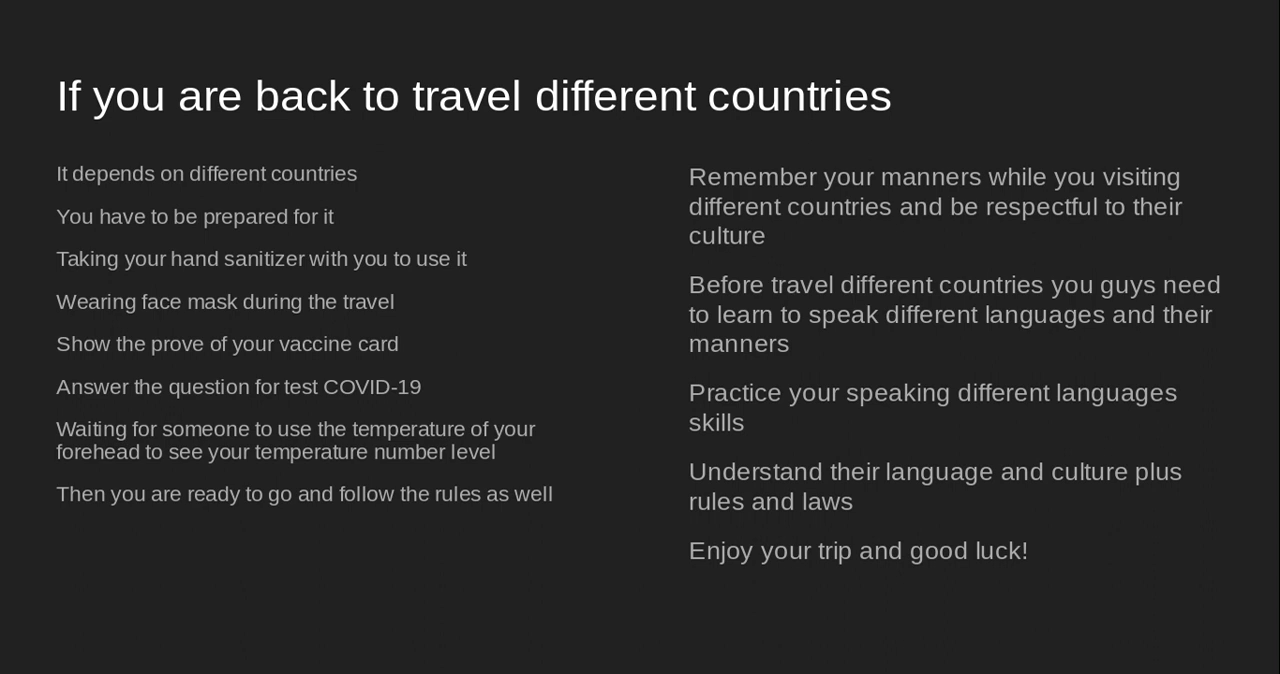 If you are back to travel different countries
It depends on different countries
You have to be prepared for it
Taking your hand sanitizer with you to use it
Wearing face mask during the travel
Show the prove of your vaccine card
Answer the question for test COVID-19
Waiting for someone to use the temperature of your
forehead to see your temperature number level
Then you are ready to go and follow the rules as well
Remember your manners while you visiting
different countries and be respectful to their
culture
Before travel different countries you guys need
to learn to speak different languages and their
manners
Practice your speaking different languages
skills
Understand their language and culture plus
rules and laws
Enjoy your trip and good luck!